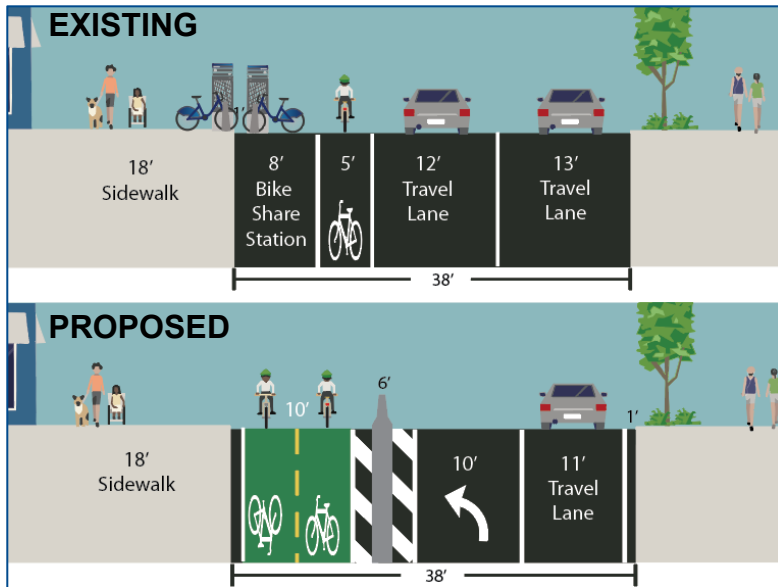 EXISTING
18'
Sidewalk
8'
Bike
Share
Station
5'
12'
Travel
Lane
13'
Travel
Lane
38'
PROPOSED
18'
Sidewalk
10'
6'
10'
11'
Travel
Lane
1'
38'